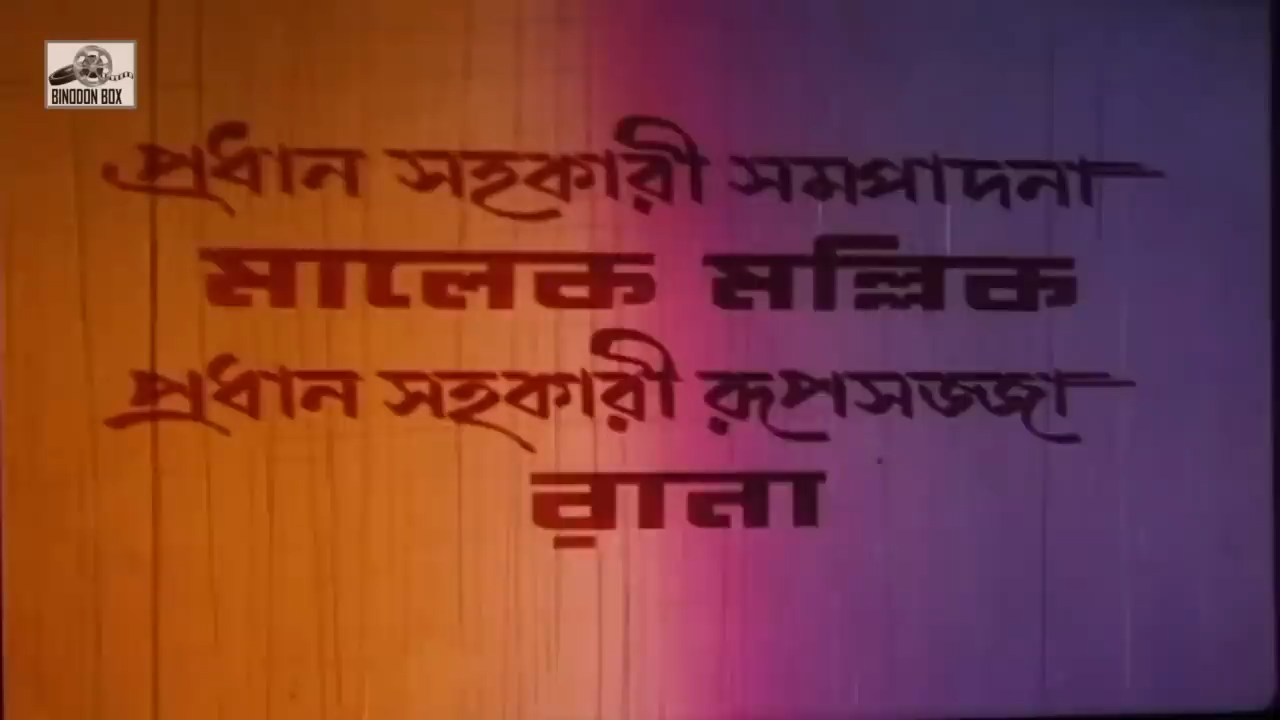 BINODON BOX
প্রধান সহকারী সমপাদনা
মালেক মল্লিক
প্রধান সহকারী রূপসজ্জা
রানা